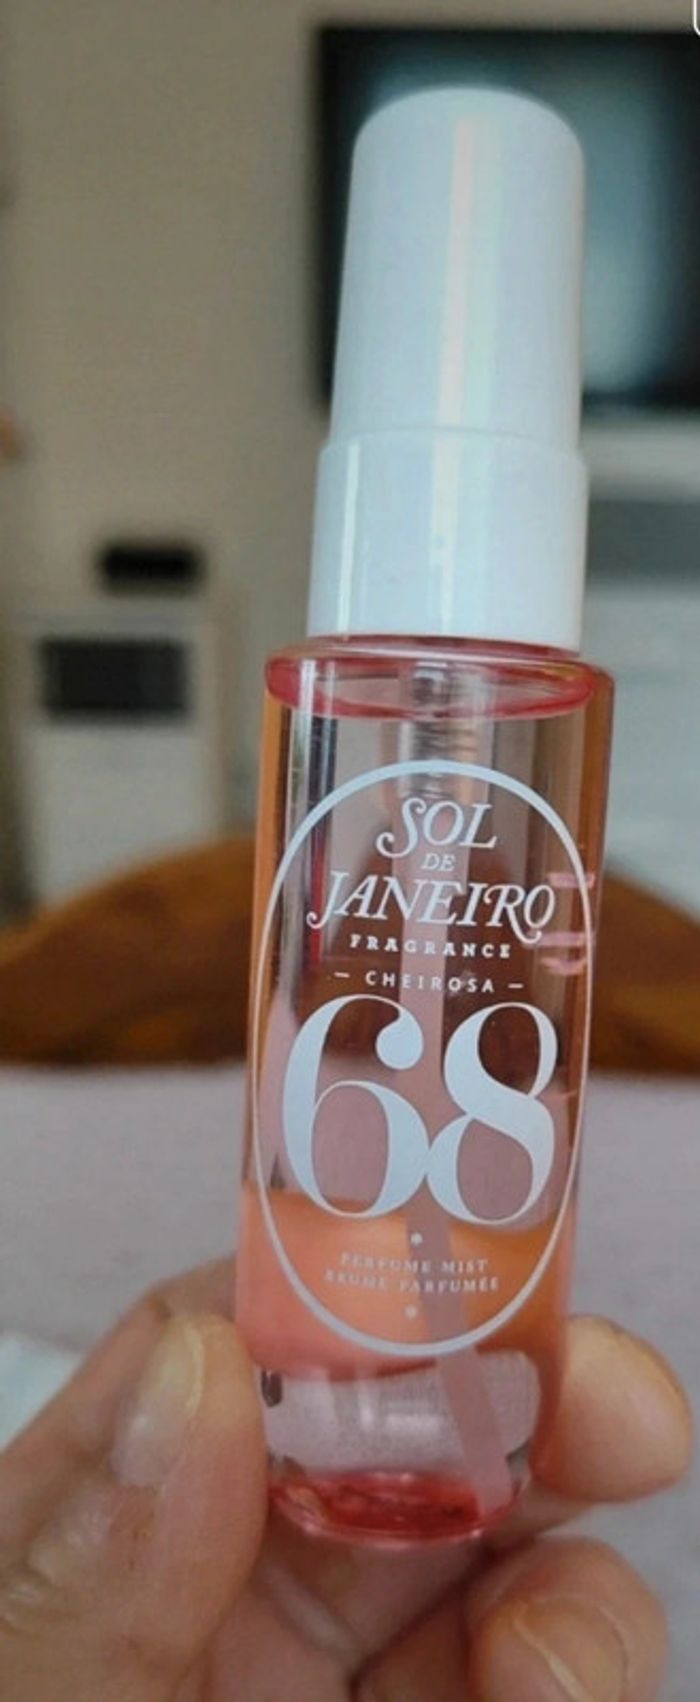 SOL
DE
JANEIRO
FRAGRANCE
– CHEIROSA –
68
PERFUME MIST
BRUME PARFUMÉE